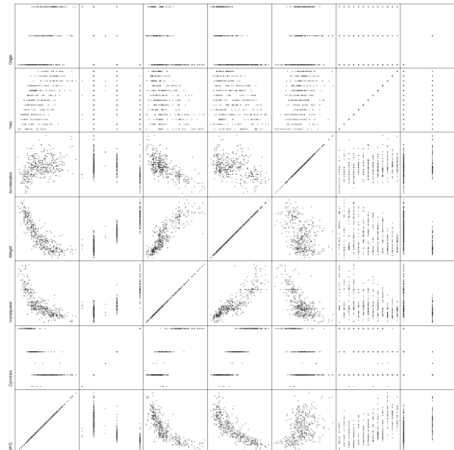 Origin
Year
Acceleration
Weight
Horsepower
Cylinders
MPG